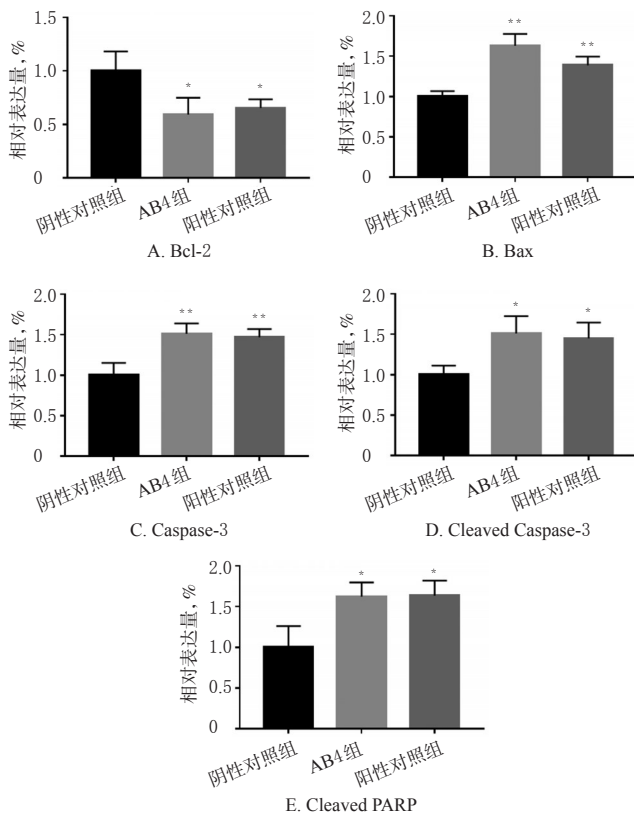 相对表达量,%
1.5
1.0
0.5
0
*
*
阴性对照组
AB4组
阳性对照组
A. Bcl-2
相对表达量,%
2.0
1.5
1.0
0.5
0
**
**
阴性对照组
AB4组
阳性对照组
B. Bax
相对表达量,%
2.0
1.5
1.0
0.5
0
**
**
阴性对照组
AB4组
阳性对照组
C. Caspase-3
相对表达量,%
2.0
1.5
1.0
0.5
0
*
*
阴性对照组
AB4组
阳性对照组
D. Cleaved Caspase-3
相对表达量,%
2.0
1.5
1.0
0.5
0
*
*
阴性对照组
AB4组
阳性对照组
E. Cleaved PARP